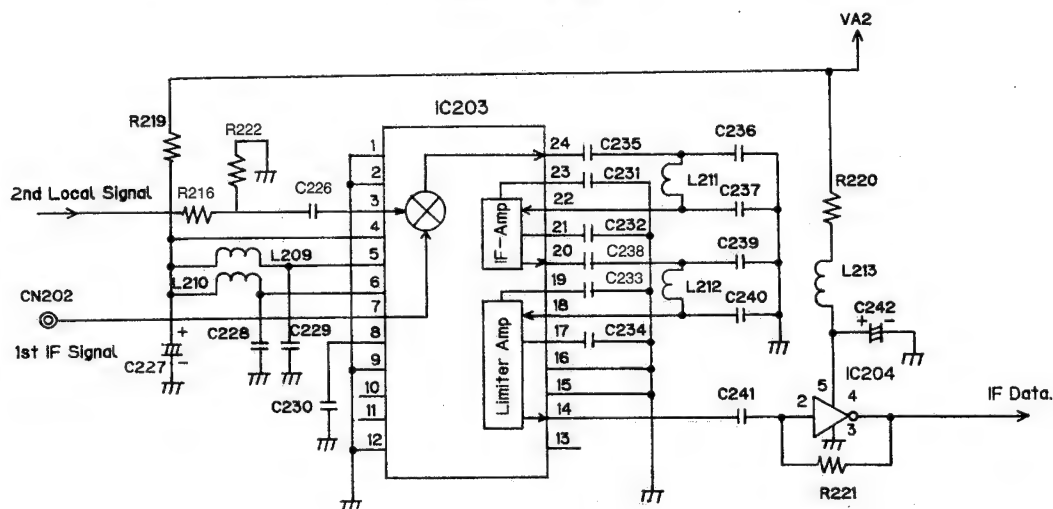 VA2
IC203
R219
R222
2nd Local Signal
R216
C226
L209
L210
CN202
1st IF Signal
C227
+
-
C228
C229
C230
1
2
3
4
5
6
7
8
9
10
11
12
24
23
22
21
20
19
18
17
16
15
14
13
IF-Amp
Limiter Amp
C235
C231
C232
C238
C233
C234
L211
L212
C236
C237
C239
C240
R220
L213
C242
+
-
IC204
C241
2
5
4
3
R221
IF Data.